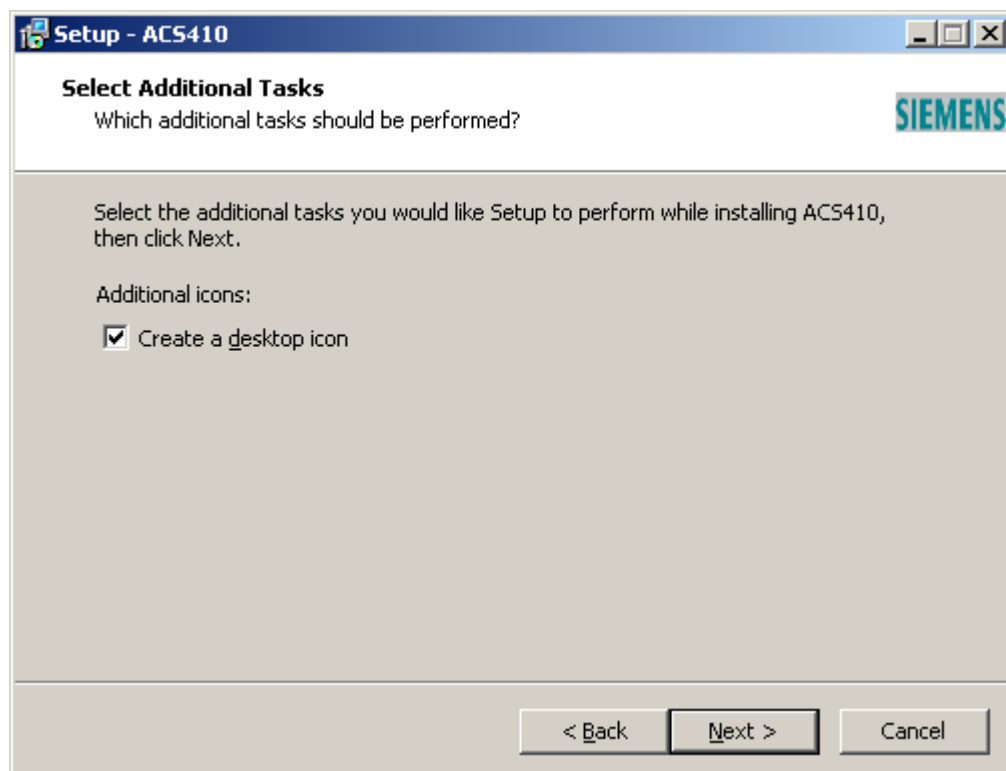 Setup - ACS410
Select Additional Tasks
Which additional tasks should be performed?
SIEMENS
Select the additional tasks you would like Setup to perform while installing ACS410,
then click Next.
Additional icons:
Create a desktop icon
< Back
Next >
Cancel